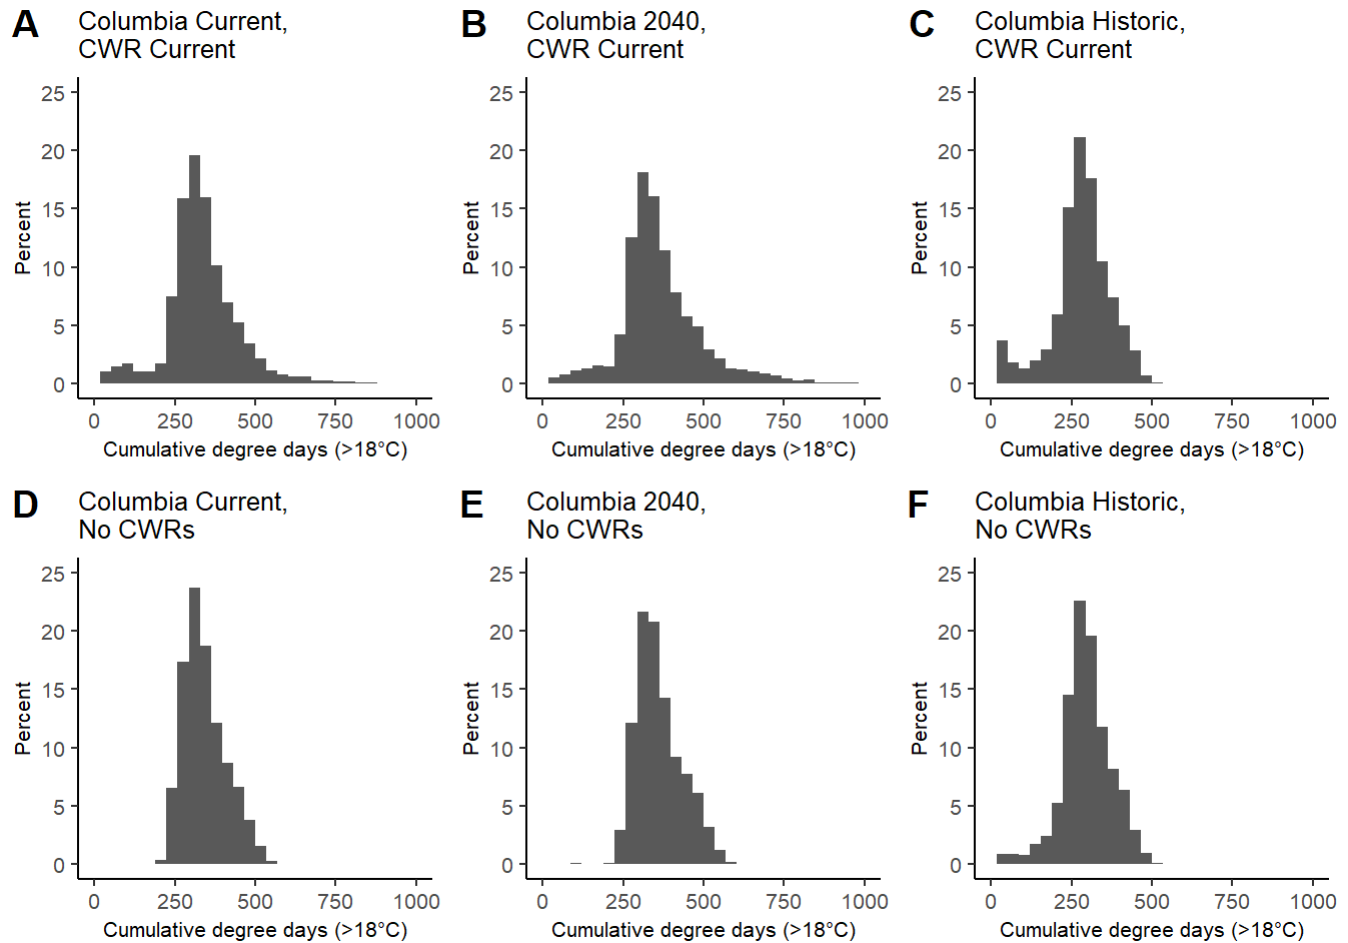 A
Columbia Current,
CWR Current
25
20
15
10
5
0
Percent
0 250 500 750 1000
Cumulative degree days (>18°C)
B
Columbia 2040,
CWR Current
25
20
15
10
5
0
Percent
0 250 500 750 1000
Cumulative degree days (>18°C)
C
Columbia Historic,
CWR Current
25
20
15
10
5
0
Percent
0 250 500 750 1000
Cumulative degree days (>18°C)
D
Columbia Current,
No CWRs
25
20
15
10
5
0
Percent
0 250 500 750 1000
Cumulative degree days (>18°C)
E
Columbia 2040,
No CWRs
25
20
15
10
5
0
Percent
0 250 500 750 1000
Cumulative degree days (>18°C)
F
Columbia Historic,
No CWRs
25
20
15
10
5
0
Percent
0 250 500 750 1000
Cumulative degree days (>18°C)